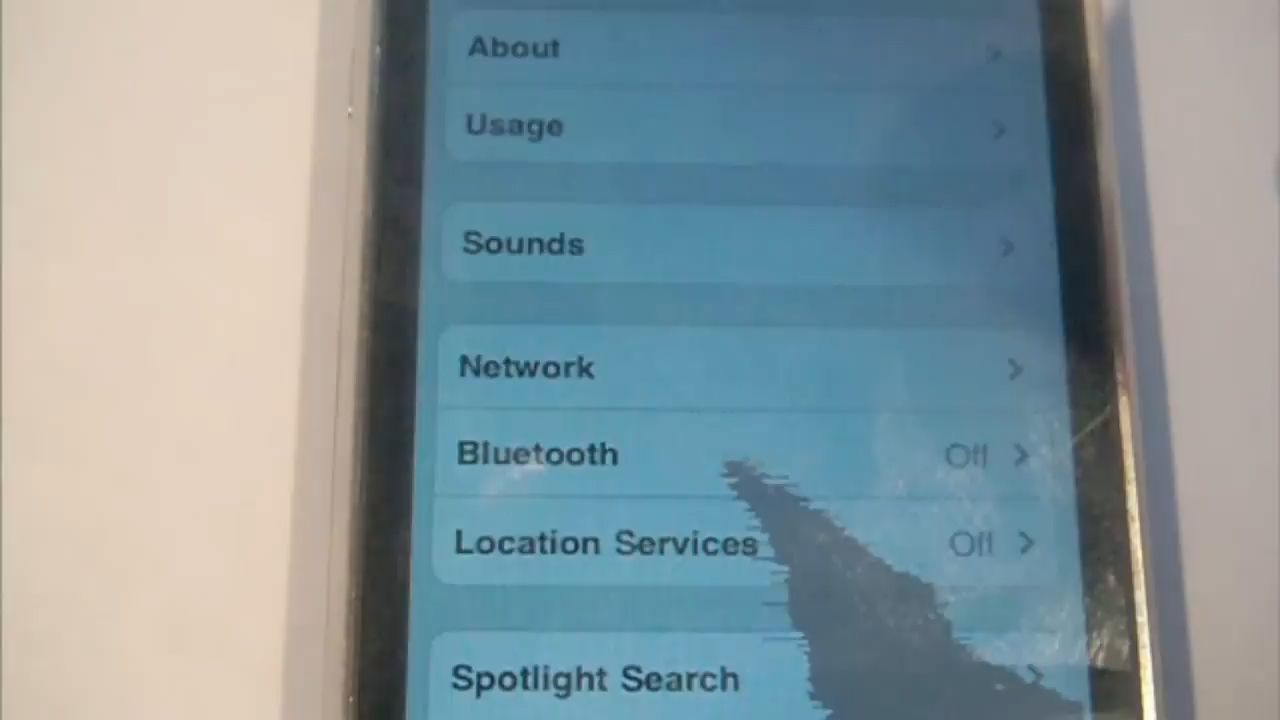 About
Usage
Sounds
Network
Bluetooth Off
Location Services Off
Spotlight Search